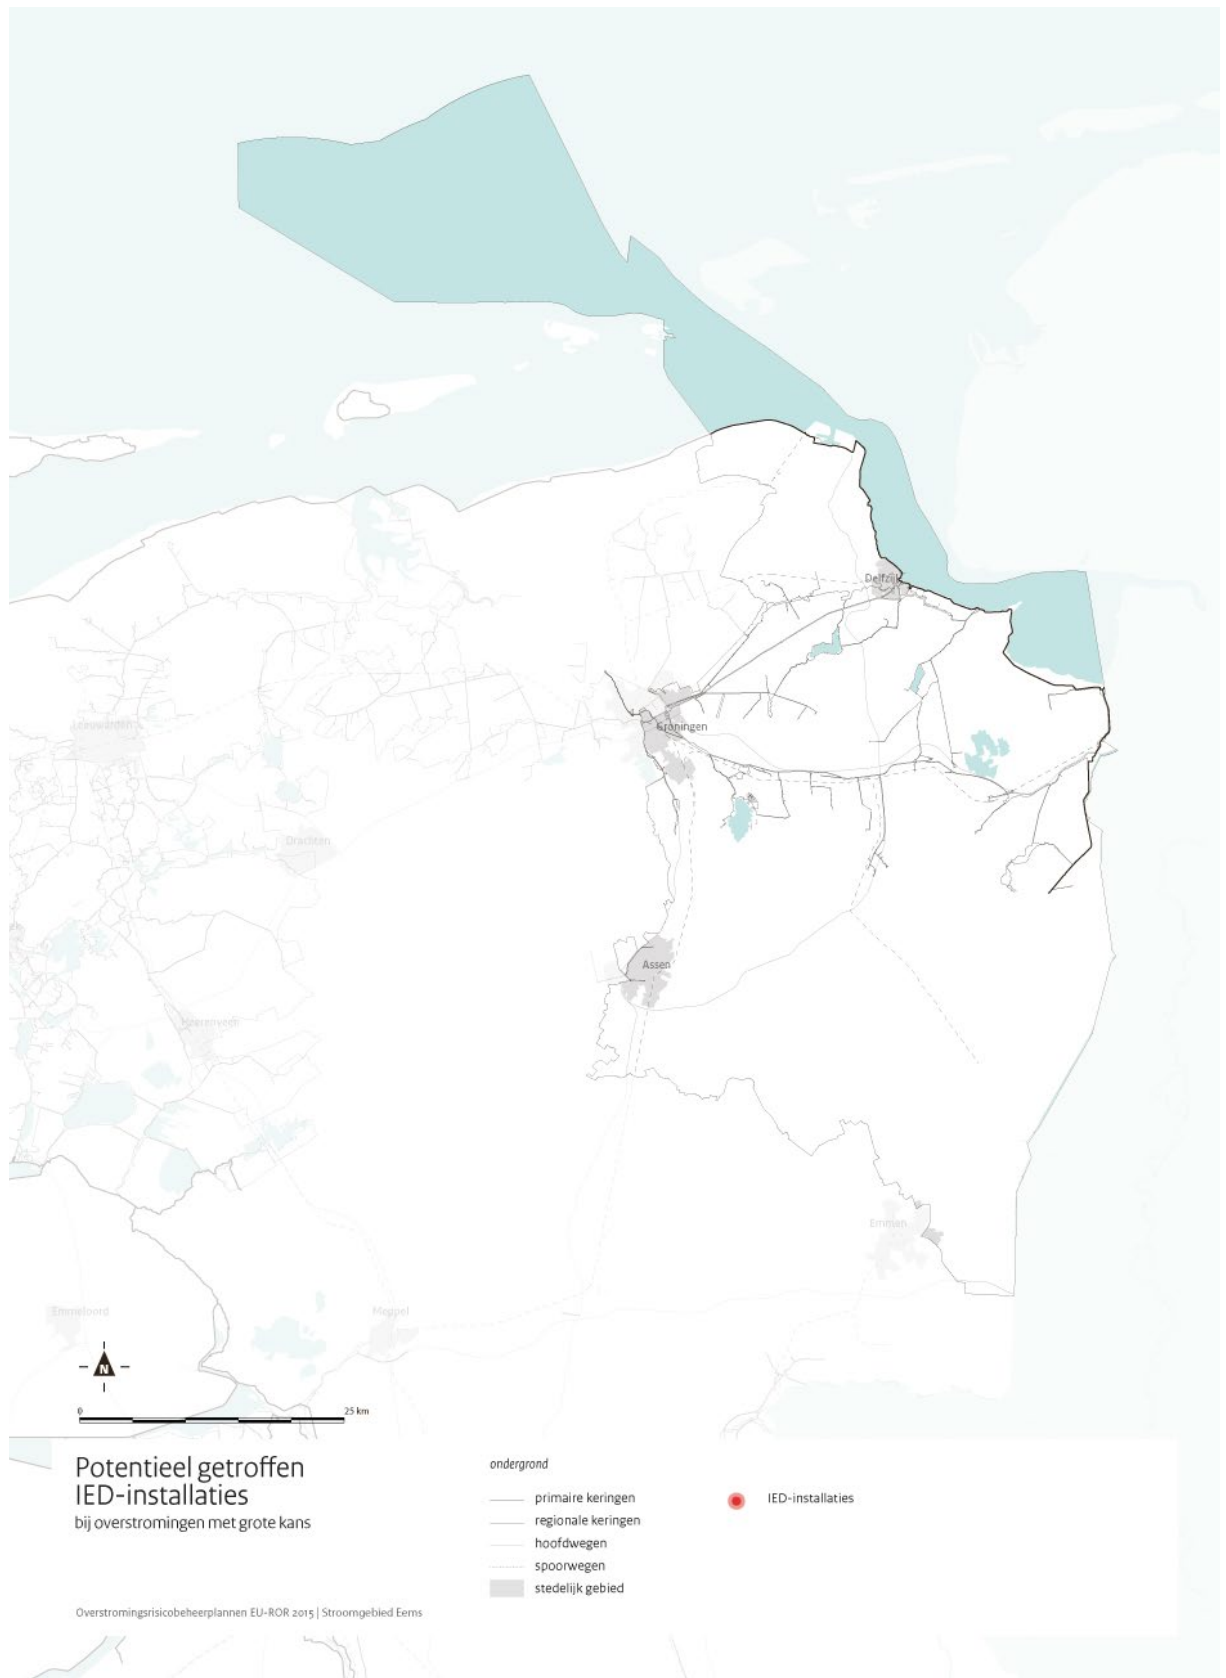 Delfzijl
Leeuwarden
Groningen
Drachten
Assen
Heerenveen
Emmen
Emmeloord
Meppel
N
0
25 km
Potentieel getroffen
IED-installaties
bij overstromingen met grote kans
ondergrond
primaire keringen
regionale keringen
hoofdwegen
spoorwegen
stedelijk gebied
IED-installaties
Overstromingsrisicobeheerplannen EU-ROR 2015 | Stroomgebied Eems